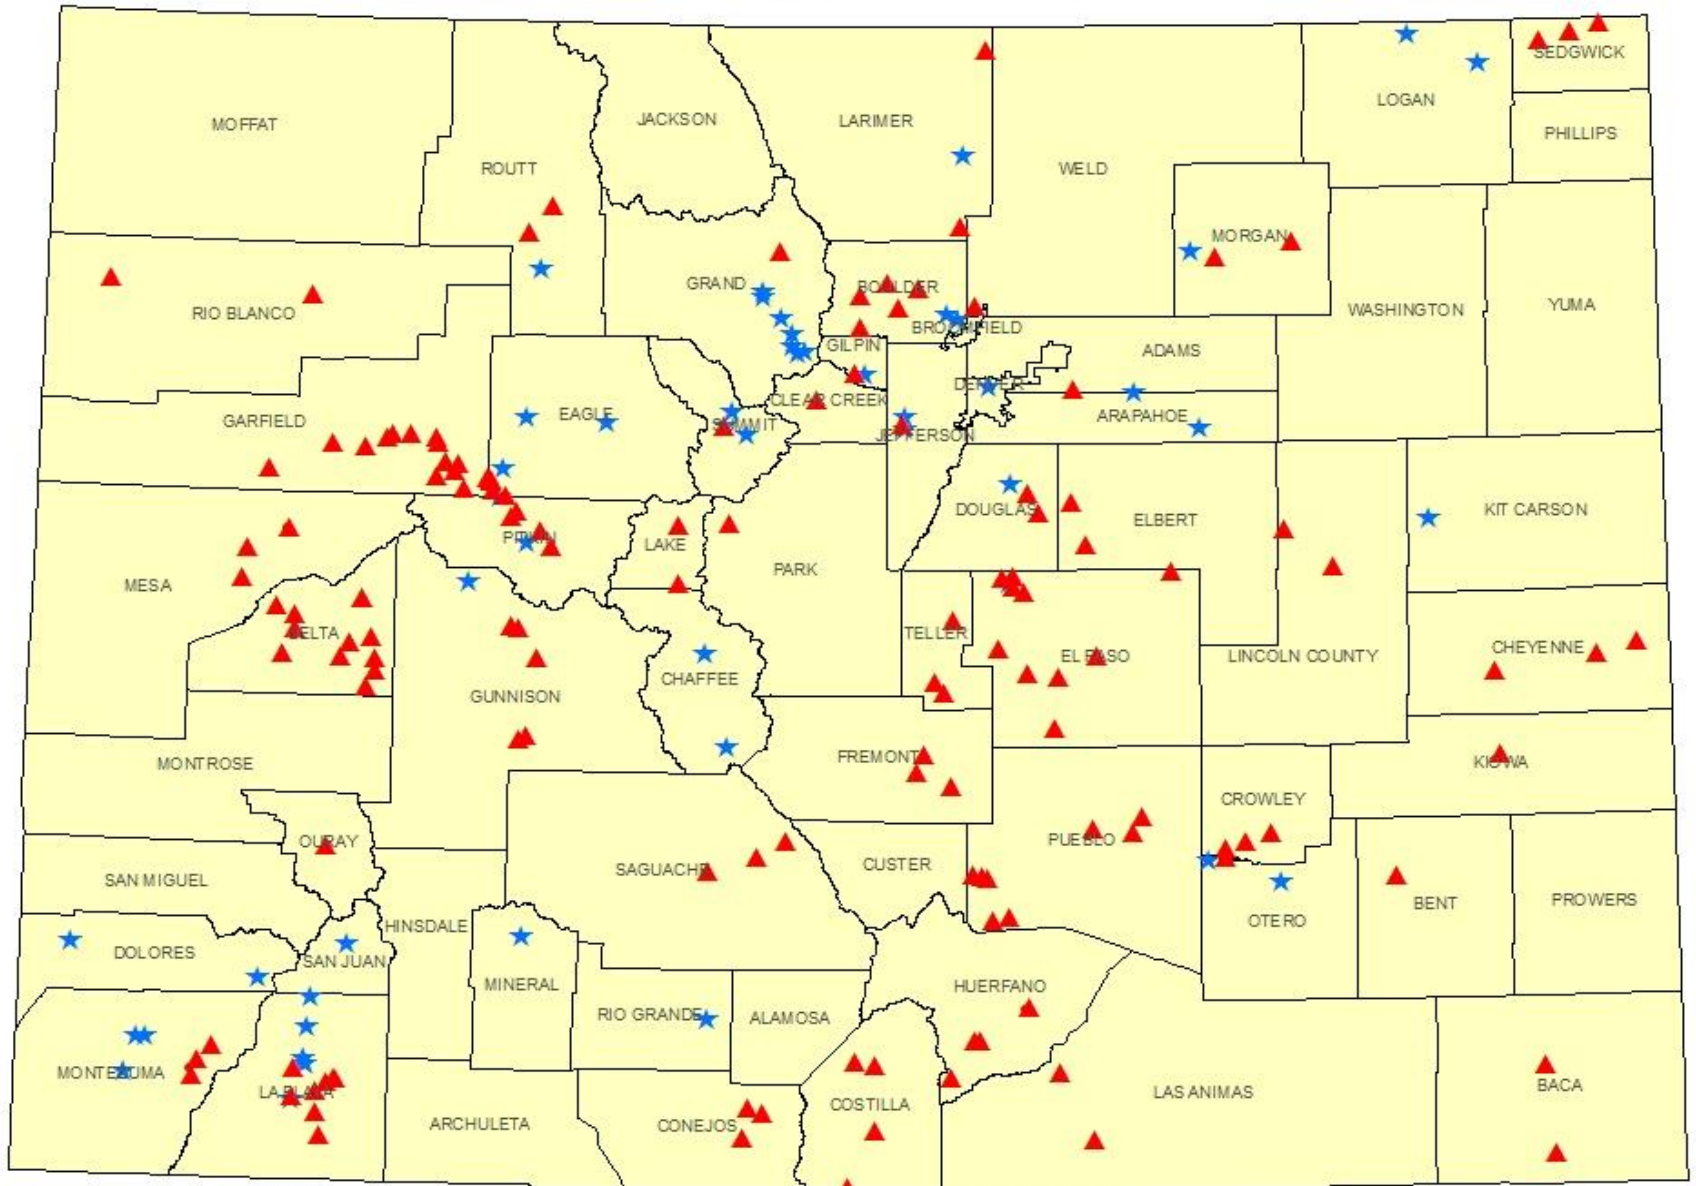 SEDGWICK
LOGAN
JACKSON
LARIMER
MOFFAT
PHILLIPS
ROUTT
WELD
MORGAN
GRAND
BOULDER
YUMA
WASHINGTON
RIO BLANCO
BROOMFIELD
GILPIN
ADAMS
DENVER
CLEAR CREEK
EAGLE
ARAPAHOE
GARFIELD
SUMMIT
JEFFERSON
DOUGLAS
KIT CARSON
ELBERT
PITKIN
LAKE
PARK
MESA
DELTA
TELLER
CHEYENNE
EL PASO
LINCOLN COUNTY
CHAFFEE
GUNNISON
FREMONT
KIOWA
MONTROSE
CROWLEY
OURAY
PUEBLO
CUSTER
SAGUACHE
SAN MIGUEL
PROWERS
BENT
OTERO
HINSDALE
DOLORES
SAN JUAN
MINERAL
HUERFANO
RIO GRANDE
ALAMOSA
MONTEZUMA
BACA
LA PLATA
LAS ANIMAS
COSTILLA
ARCHULETA
CONEJOS